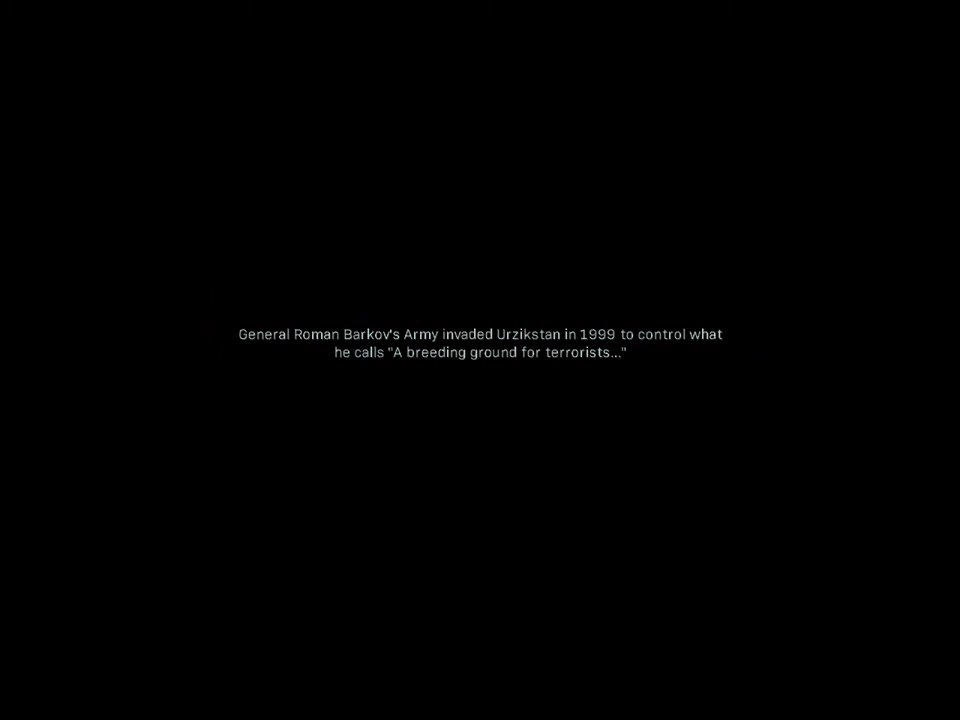 General Roman Barkov's Army invaded Urzikstan in 1999 to control what
he calls "A breeding ground for terrorists..."